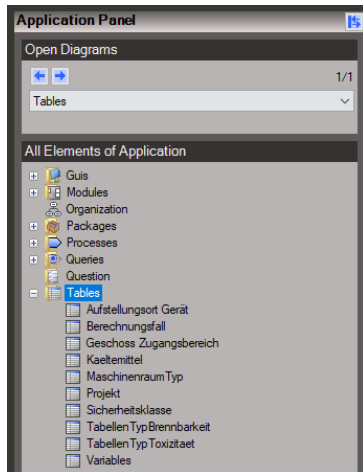 Application Panel
Open Diagrams
1/1
Tables
All Elements of Application
Guis
Modules
Organization
Packages
Processes
Queries
Question
Tables
Aufstellungsort Gerät
Berechnungsfall
Geschoss Zugangsbereich
Kaeltemittel
MaschinenraumTyp
Projekt
Sicherheitsklasse
TabellenTypBrennbarkeit
TabellenTypToxizitaet
Variables